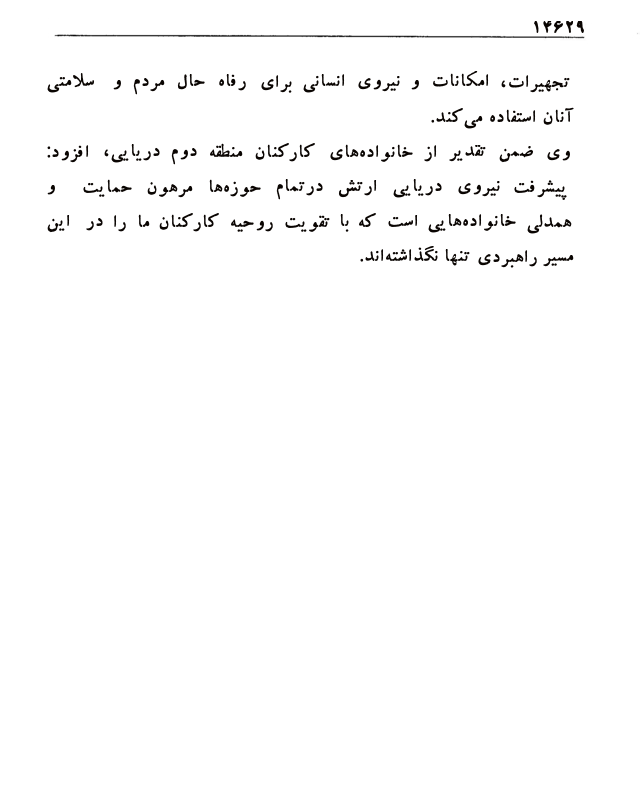 ۱۴۶۲۹
تجهیرات، امکانات و نیروی انسانی برای رفاه حال مردم و سلامتی
آنان استفاده می‌کند.
وی ضمن تقدیر از خانواده‌های کارکنان منطقه دوم دریایی، افزود:
پیشرفت نیروی دریایی ارتش درتمام حوزه‌ها مرهون حمایت و
همدلی خانواده‌هایی است که با تقویت روحیه کارکنان ما را در این
مسیر راهبردی تنها نگذاشته‌اند.